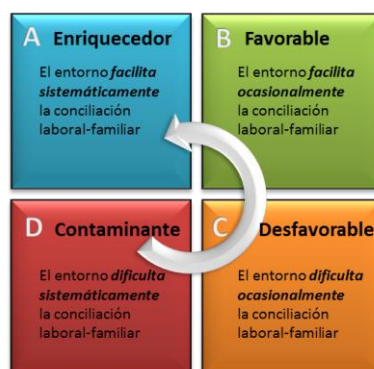 A Enriquecedor
El entorno facilita
sistemáticamente
la conciliación
laboral-familiar
B Favorable
El entorno facilita
ocasionalmente
la conciliación
laboral-familiar
D Contaminante
El entorno dificulta
sistemáticamente
la conciliación
laboral-familiar
C Desfavorable
El entorno dificulta
ocasionalmente
la conciliación
laboral-familiar